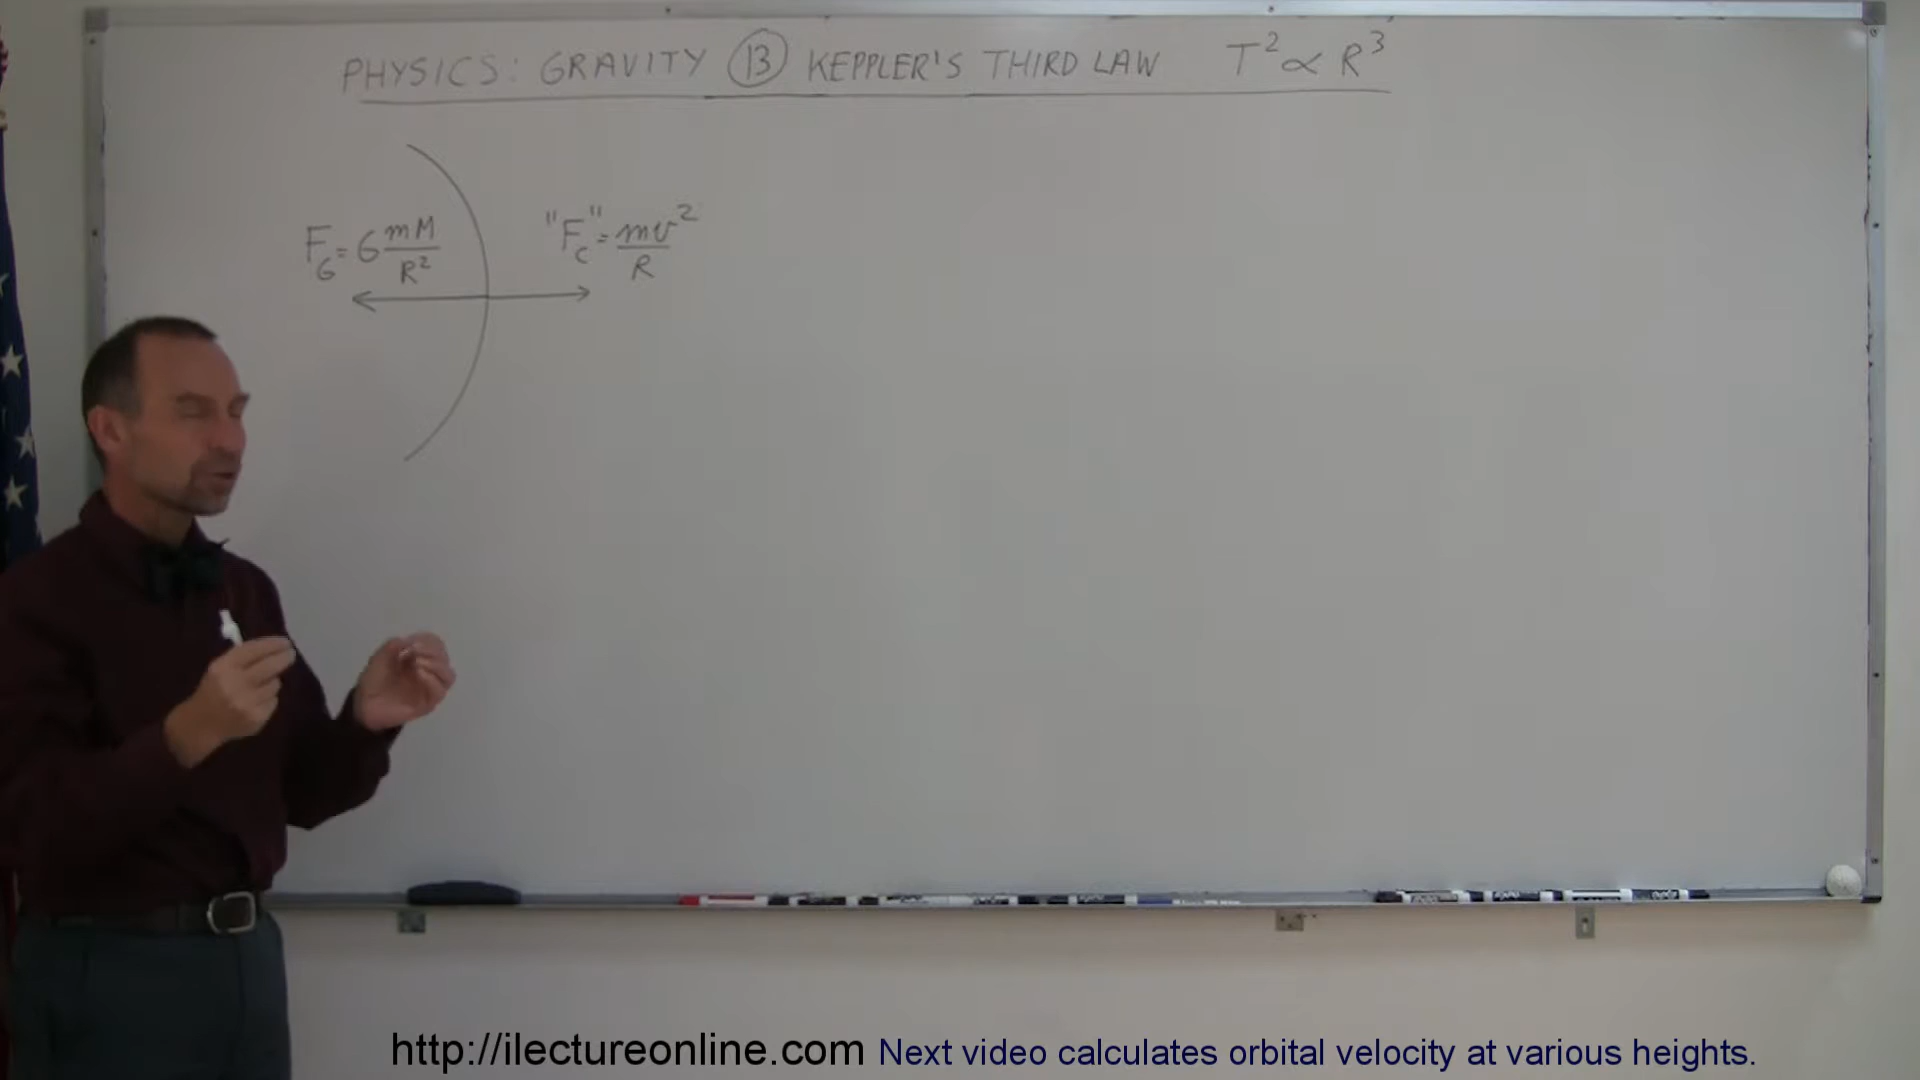 PHYSICS: GRAVITY 13 KEPPLER'S THIRD LAW T² ∝ R³
F_G = G mM/R²
"F_c" = mv²/R
http://ilectureonline.com Next video calculates orbital velocity at various heights.